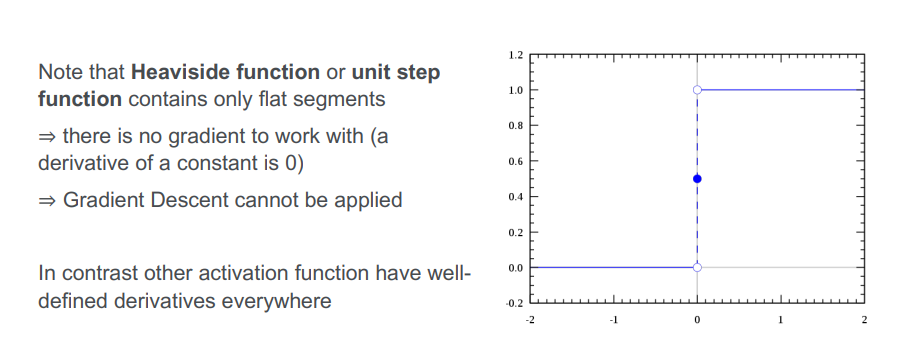 Note that Heaviside function or unit step
function contains only flat segments
⇒ there is no gradient to work with (a
derivative of a constant is 0)
⇒ Gradient Descent cannot be applied
In contrast other activation function have well-
defined derivatives everywhere
1.2
1.0
0.8
0.6
0.4
0.2
0.0
-0.2
-2
-1
0
1
2